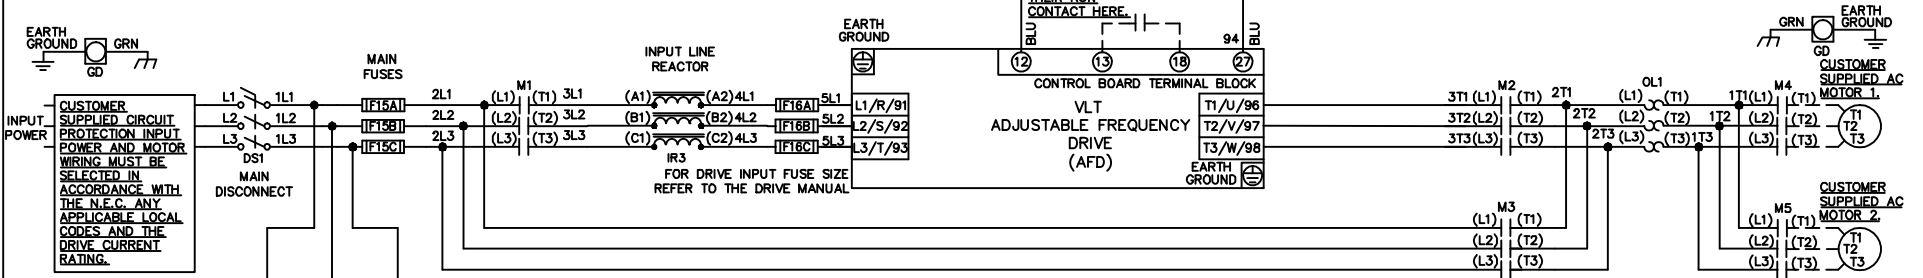 CONTACT HERE.
EARTH
GROUND
GRN
GD
INPUT
POWER
CUSTOMER
SUPPLIED CIRCUIT
PROTECTION INPUT
POWER AND MOTOR
WIRING MUST BE
SELECTED IN
ACCORDANCE WITH
THE N.E.C. ANY
APPLICABLE LOCAL
CODES AND THE
DRIVE CURRENT
RATING.
L1 1L1
L2 1L2
L3 1L3
DS1
MAIN
DISCONNECT
MAIN
FUSES
F15A
F15B
F15C
2L1
2L2
2L3
M1
(L1) (T1) 3L1
(L2) (T2) 3L2
(L3) (T3) 3L3
INPUT LINE
REACTOR
(A1) (A2) 4L1
(B1) (B2) 4L2
(C1) (C2) 4L3
IR3
F16A 5L1
F16B 5L2
F16C 5L3
FOR DRIVE INPUT FUSE SIZE
REFER TO THE DRIVE MANUAL
EARTH
GROUND
BLU
94
BLU
12
13
18
27
CONTROL BOARD TERMINAL BLOCK
L1/R/91
L2/S/92
L3/T/93
VLT
ADJUSTABLE FREQUENCY
DRIVE
(AFD)
T1/U/96
T2/V/97
T3/W/98
EARTH
GROUND
M2
3T1 (L1) (T1) 2T1
3T2 (L2) (T2) 2T2
3T3 (L3) (T3) 2T3
M3
(L1) (T1)
(L2) (T2)
(L3) (T3)
OL1
(L1) (T1) 1T1
(L2) (T2) 1T2
(L3) (T3) 1T3
GRN
EARTH
GROUND
GD
CUSTOMER
SUPPLIED AC
MOTOR 1.
M4
(L1) (T1)
(L2) (T2)
(L3) (T3)
T1
T2
T3
CUSTOMER
SUPPLIED AC
MOTOR 2.
M5
(L1) (T1)
(L2) (T2)
(L3) (T3)
T1
T2
T3